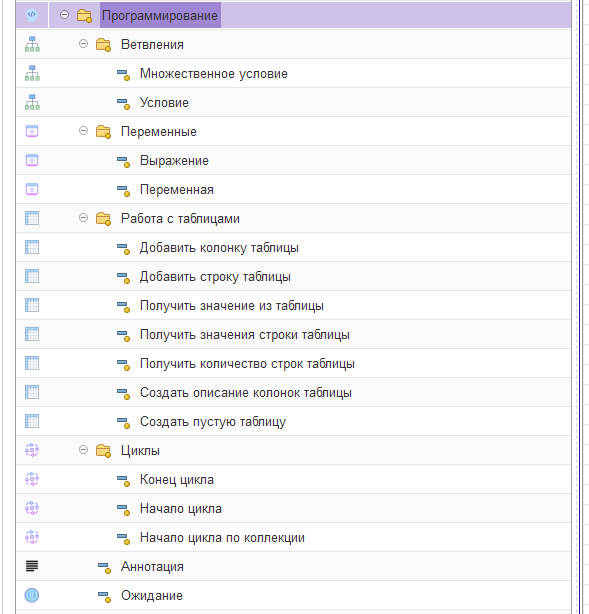 Программирование
Ветвления
Множественное условие
Условие
Переменные
Выражение
Переменная
Работа с таблицами
Добавить колонку таблицы
Добавить строку таблицы
Получить значение из таблицы
Получить значения строки таблицы
Получить количество строк таблицы
Создать описание колонок таблицы
Создать пустую таблицу
Циклы
Конец цикла
Начало цикла
Начало цикла по коллекции
Аннотация
Ожидание